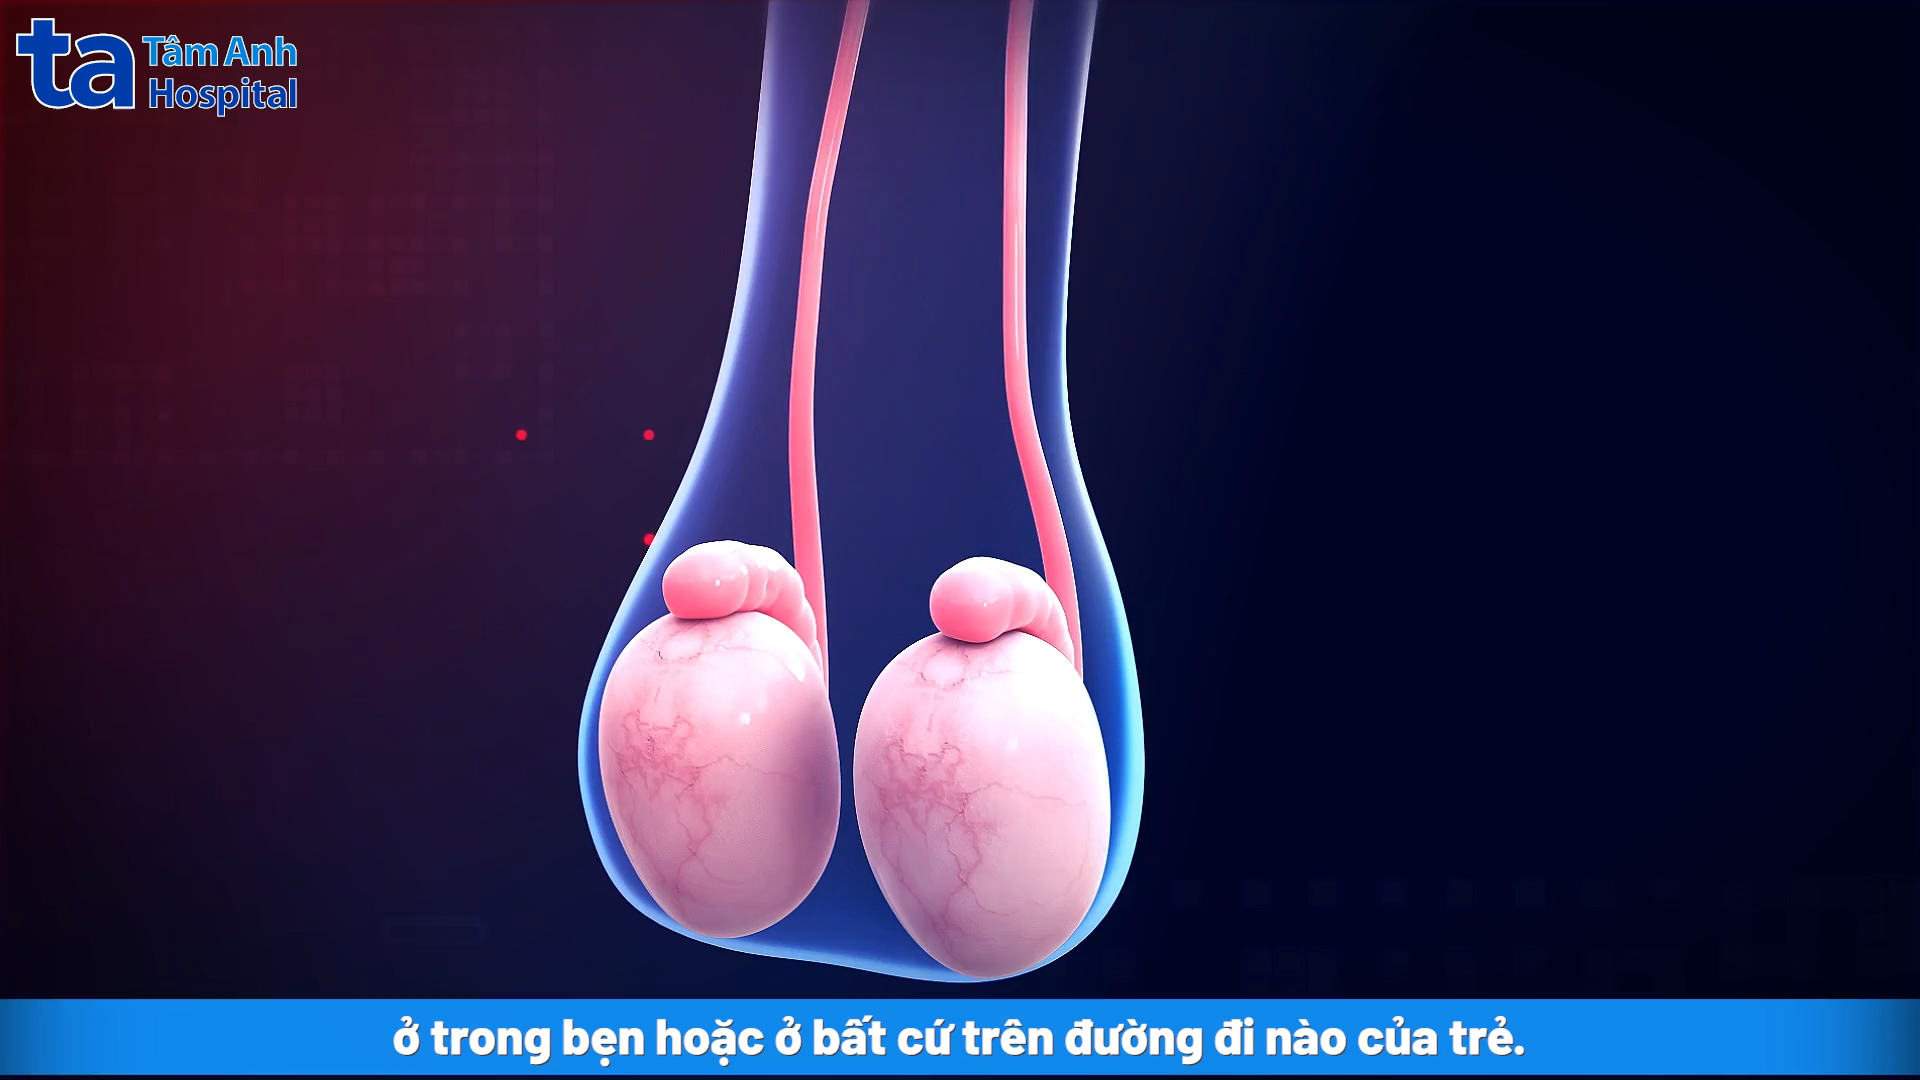 ta Tâm Anh
Hospital
ở trong bẹn hoặc ở bất cứ trên đường đi nào của trẻ.